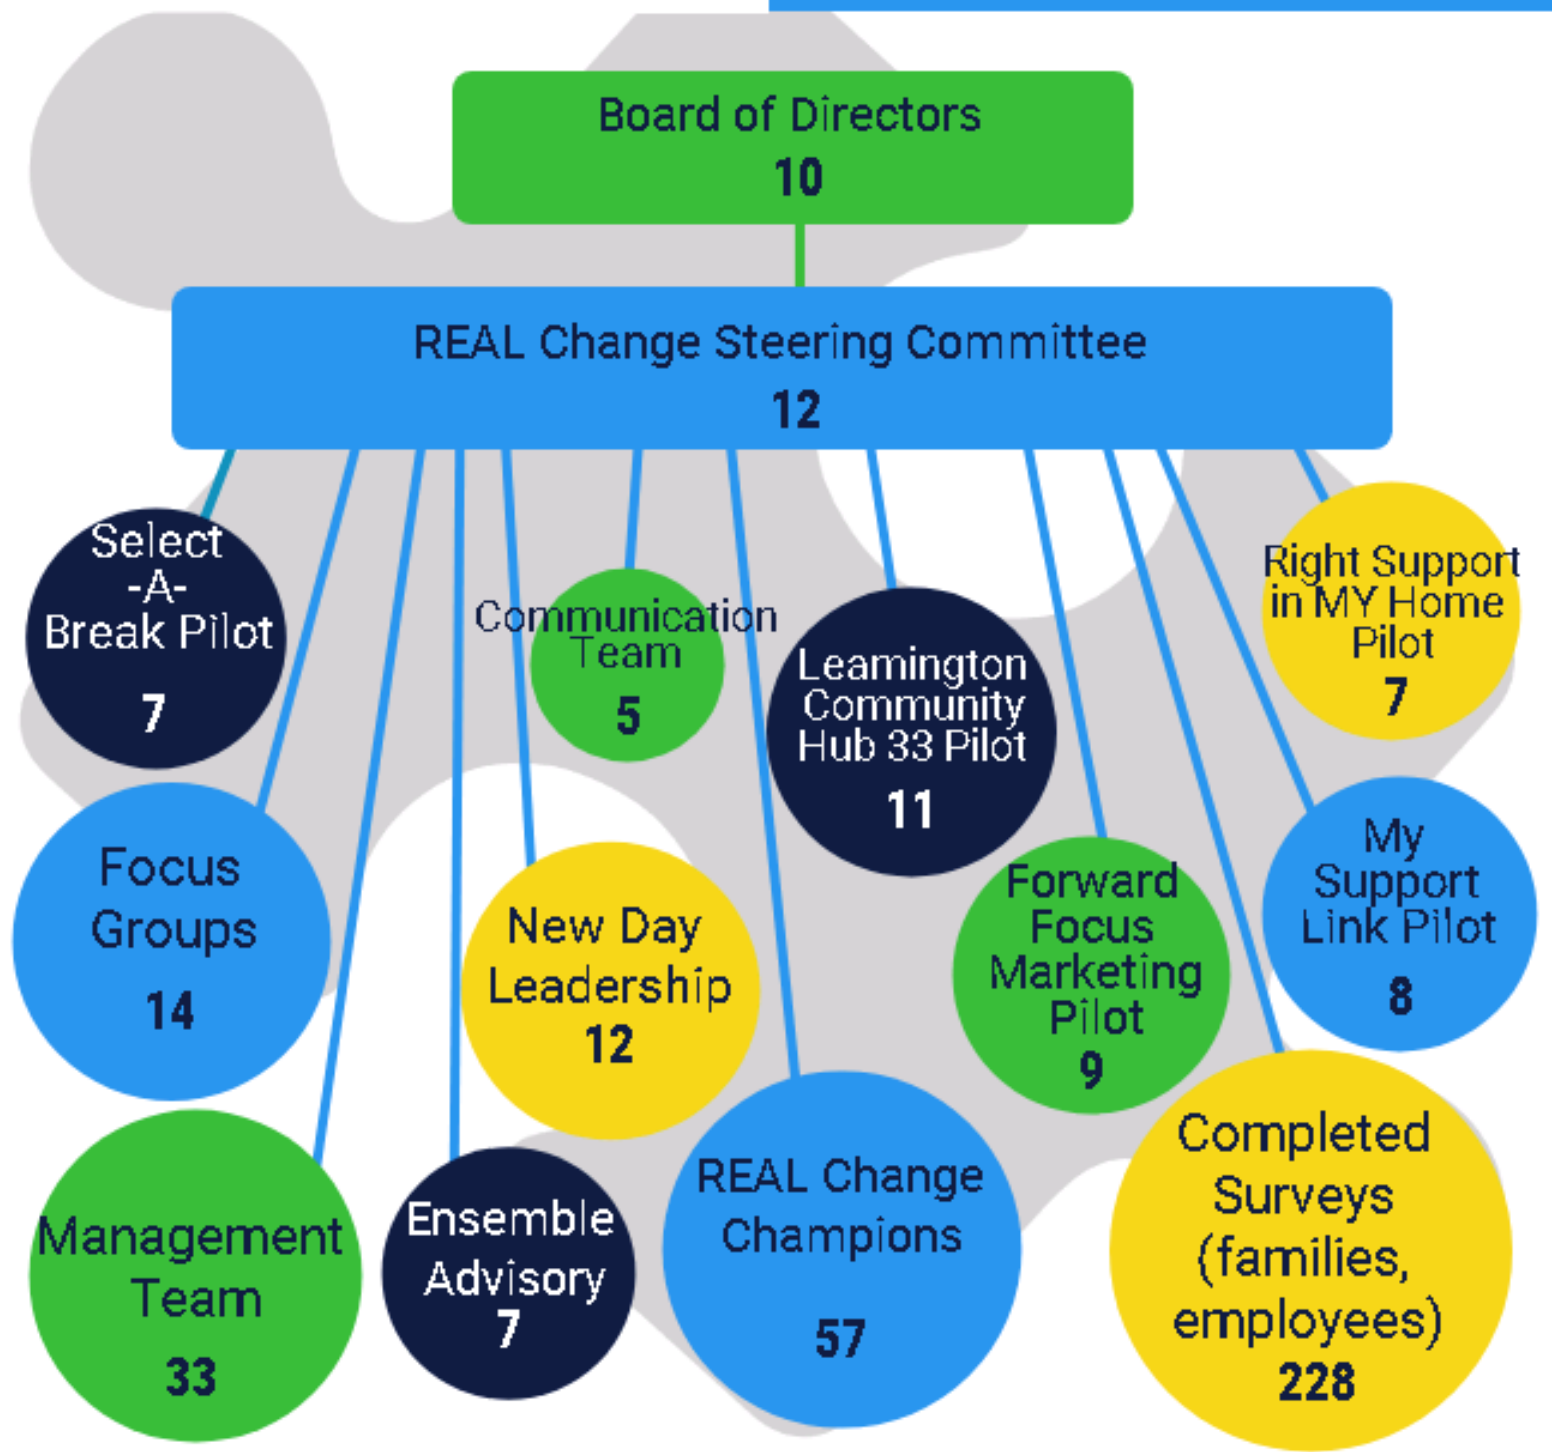 Board of Directors
10
REAL Change Steering Committee
12
Select
-A-
Break Pilot
7
Communication
Team
5
Leamington
Community
Hub 33 Pilot
11
Right Support
in MY Home
Pilot
7
Focus
Groups
14
New Day
Leadership
12
Forward
Focus
Marketing
Pilot
9
My
Support
Link Pilot
8
Management
Team
33
Ensemble
Advisory
7
REAL Change
Champions
57
Completed
Surveys
(families,
employees)
228